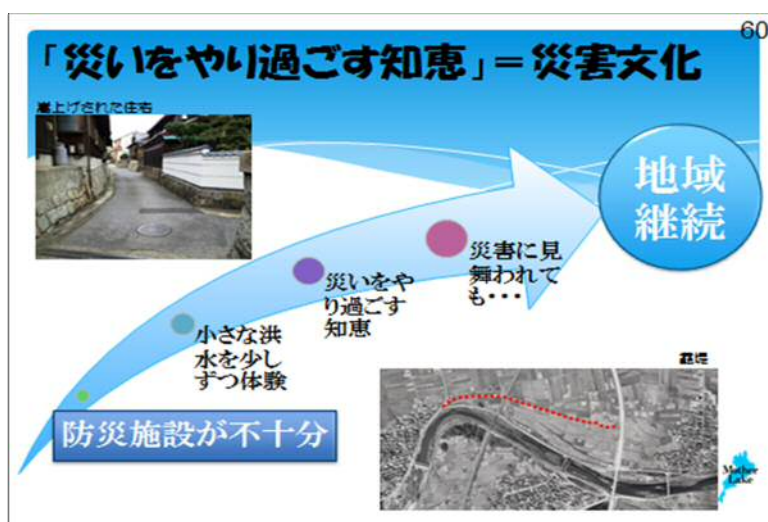 60
「災いをやり過ごす知恵」＝災害文化
嵩上げされた住宅
地域
継続
災害に見
舞われて
も・・・
災いをや
り過ごす
知恵
小さな洪
水を少し
ずつ体験
防災施設が不十分
霞堤
Mother
Lake